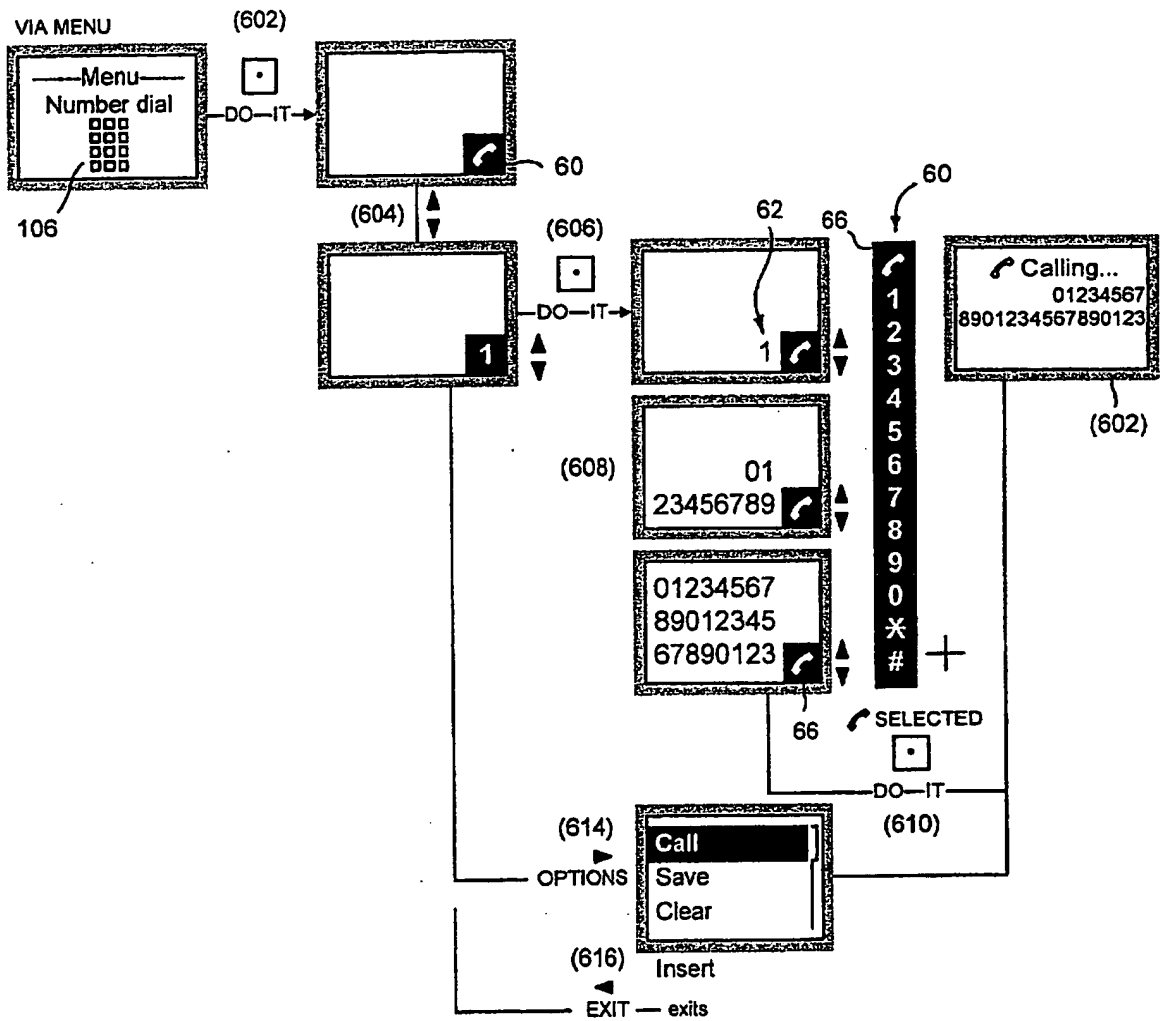 VIA MENU
(602)
Menu
Number dial
106
DO—IT
60
(604)
1
(606)
DO—IT
62
1
66
60
1
2
3
4
5
6
7
8
9
0
*
#
Calling...
01234567
8901234567890123
(602)
(608)
01
23456789
01234567
89012345
67890123
66
SELECTED
DO—IT
(610)
(614)
OPTIONS
Call
Save
Clear
Insert
(616)
EXIT — exits